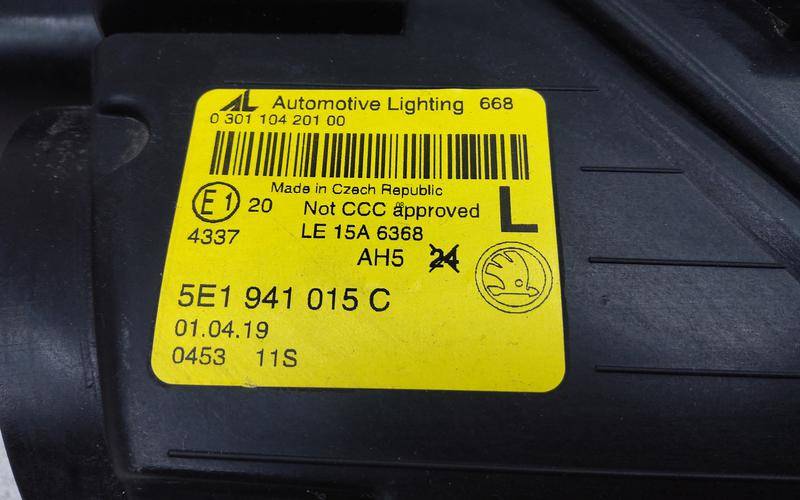 AL Automotive Lighting 668
0 301 104 201 00
Made in Czech Republic
E1 20 Not CCC approved L
4337 LE 15A 6368
AH5 24
5E1 941 015 C
01.04.19
0453 11S